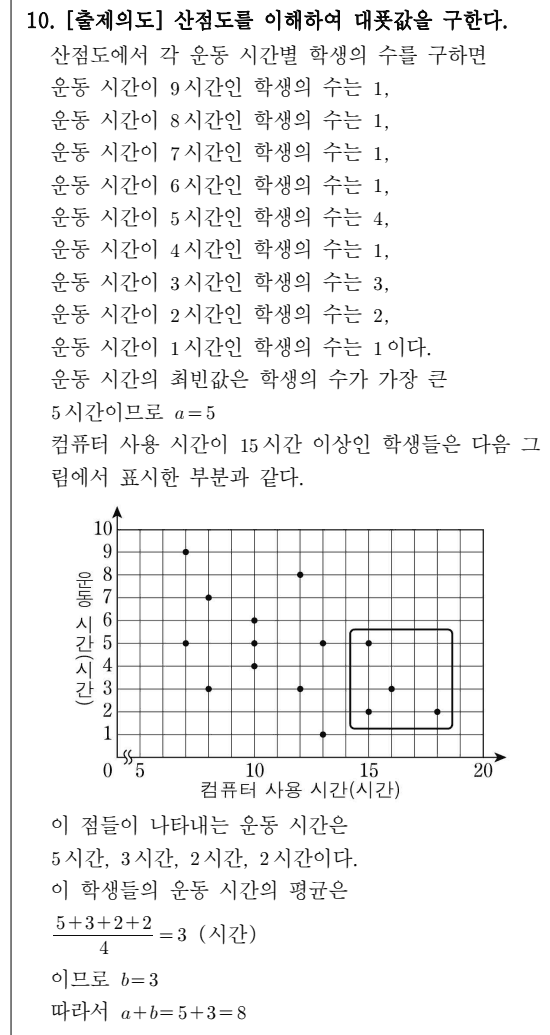 10. [출제의도] 산점도를 이해하여 대푯값을 구한다.
산점도에서 각 운동 시간별 학생의 수를 구하면
운동 시간이 9시간인 학생의 수는 1,
운동 시간이 8시간인 학생의 수는 1,
운동 시간이 7시간인 학생의 수는 1,
운동 시간이 6시간인 학생의 수는 1,
운동 시간이 5시간인 학생의 수는 4,
운동 시간이 4시간인 학생의 수는 1,
운동 시간이 3시간인 학생의 수는 3,
운동 시간이 2시간인 학생의 수는 2,
운동 시간이 1시간인 학생의 수는 1이다.
운동 시간의 최빈값은 학생의 수가 가장 큰
5시간이므로 a=5
컴퓨터 사용 시간이 15시간 이상인 학생들은 다음 그
림에서 표시한 부분과 같다.
운동 시간(시간)
10
9
8
7
6
5
4
3
2
1
0 5 10 15 20
컴퓨터 사용 시간(시간)
이 점들이 나타내는 운동 시간은
5시간, 3시간, 2시간, 2시간이다.
이 학생들의 운동 시간의 평균은
5+3+2+2
4
=3 (시간)
이므로 b=3
따라서 a+b=5+3=8